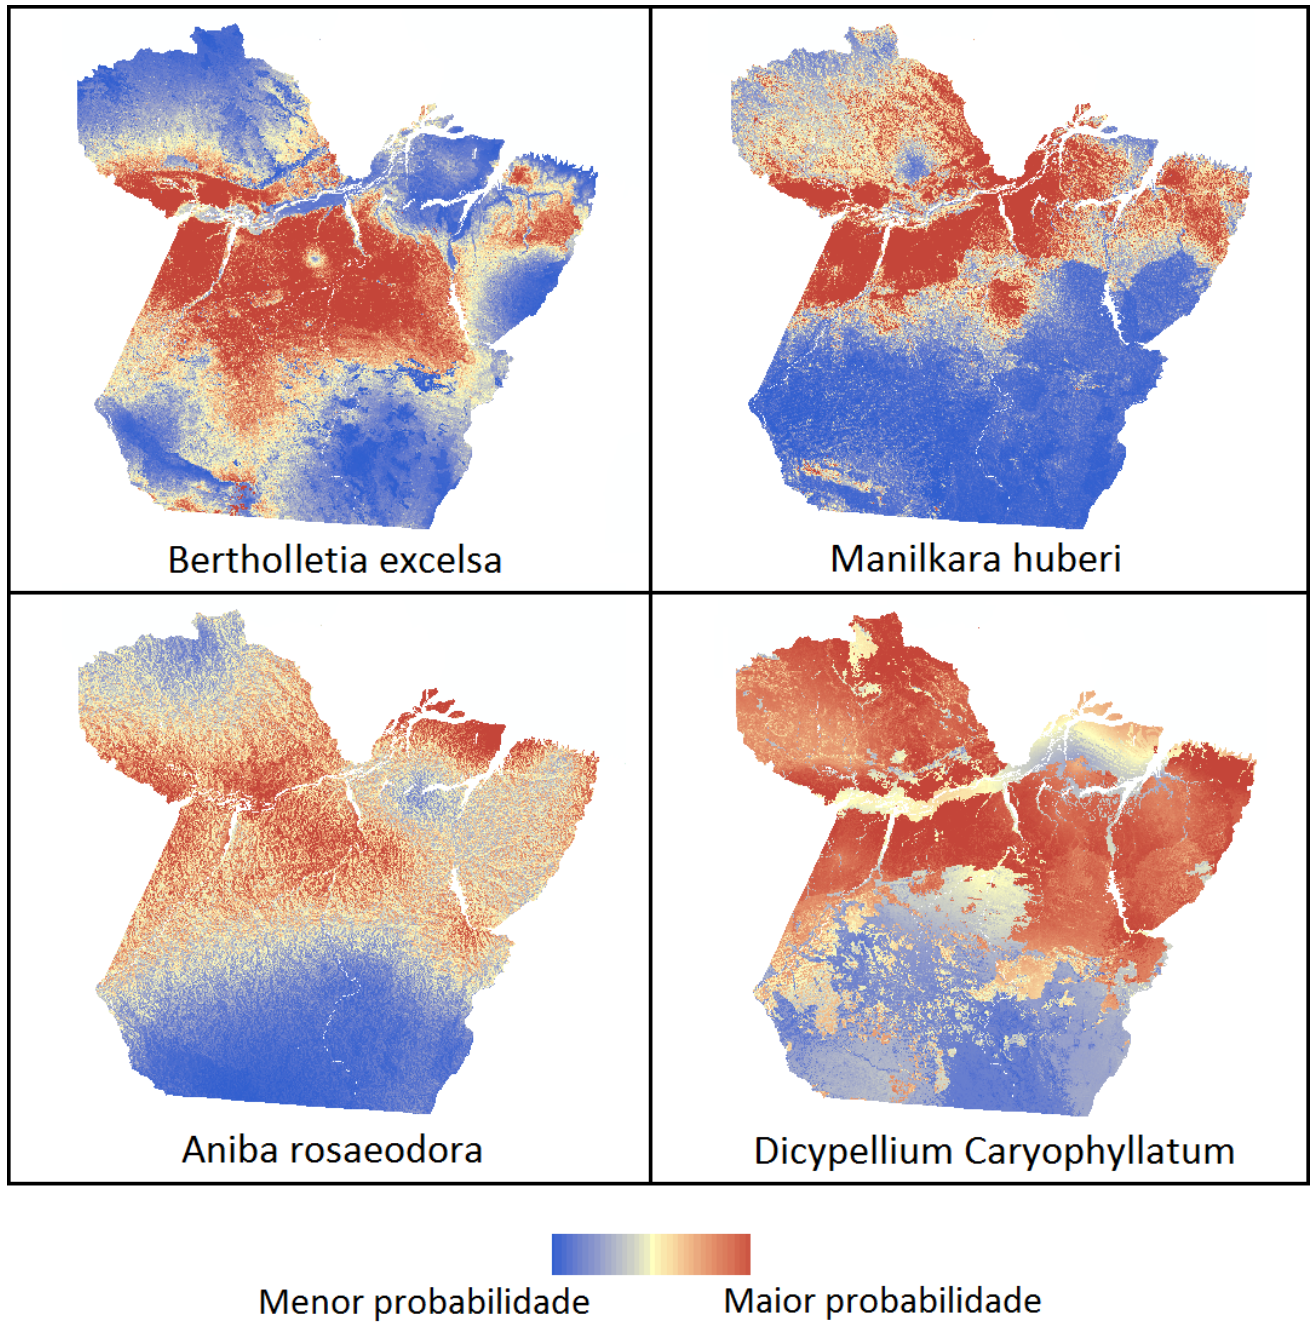 Bertholletia excelsa
Manilkara huberi
Aniba rosaeodora
Dicypellium Caryophyllatum
Menor probabilidade
Maior probabilidade